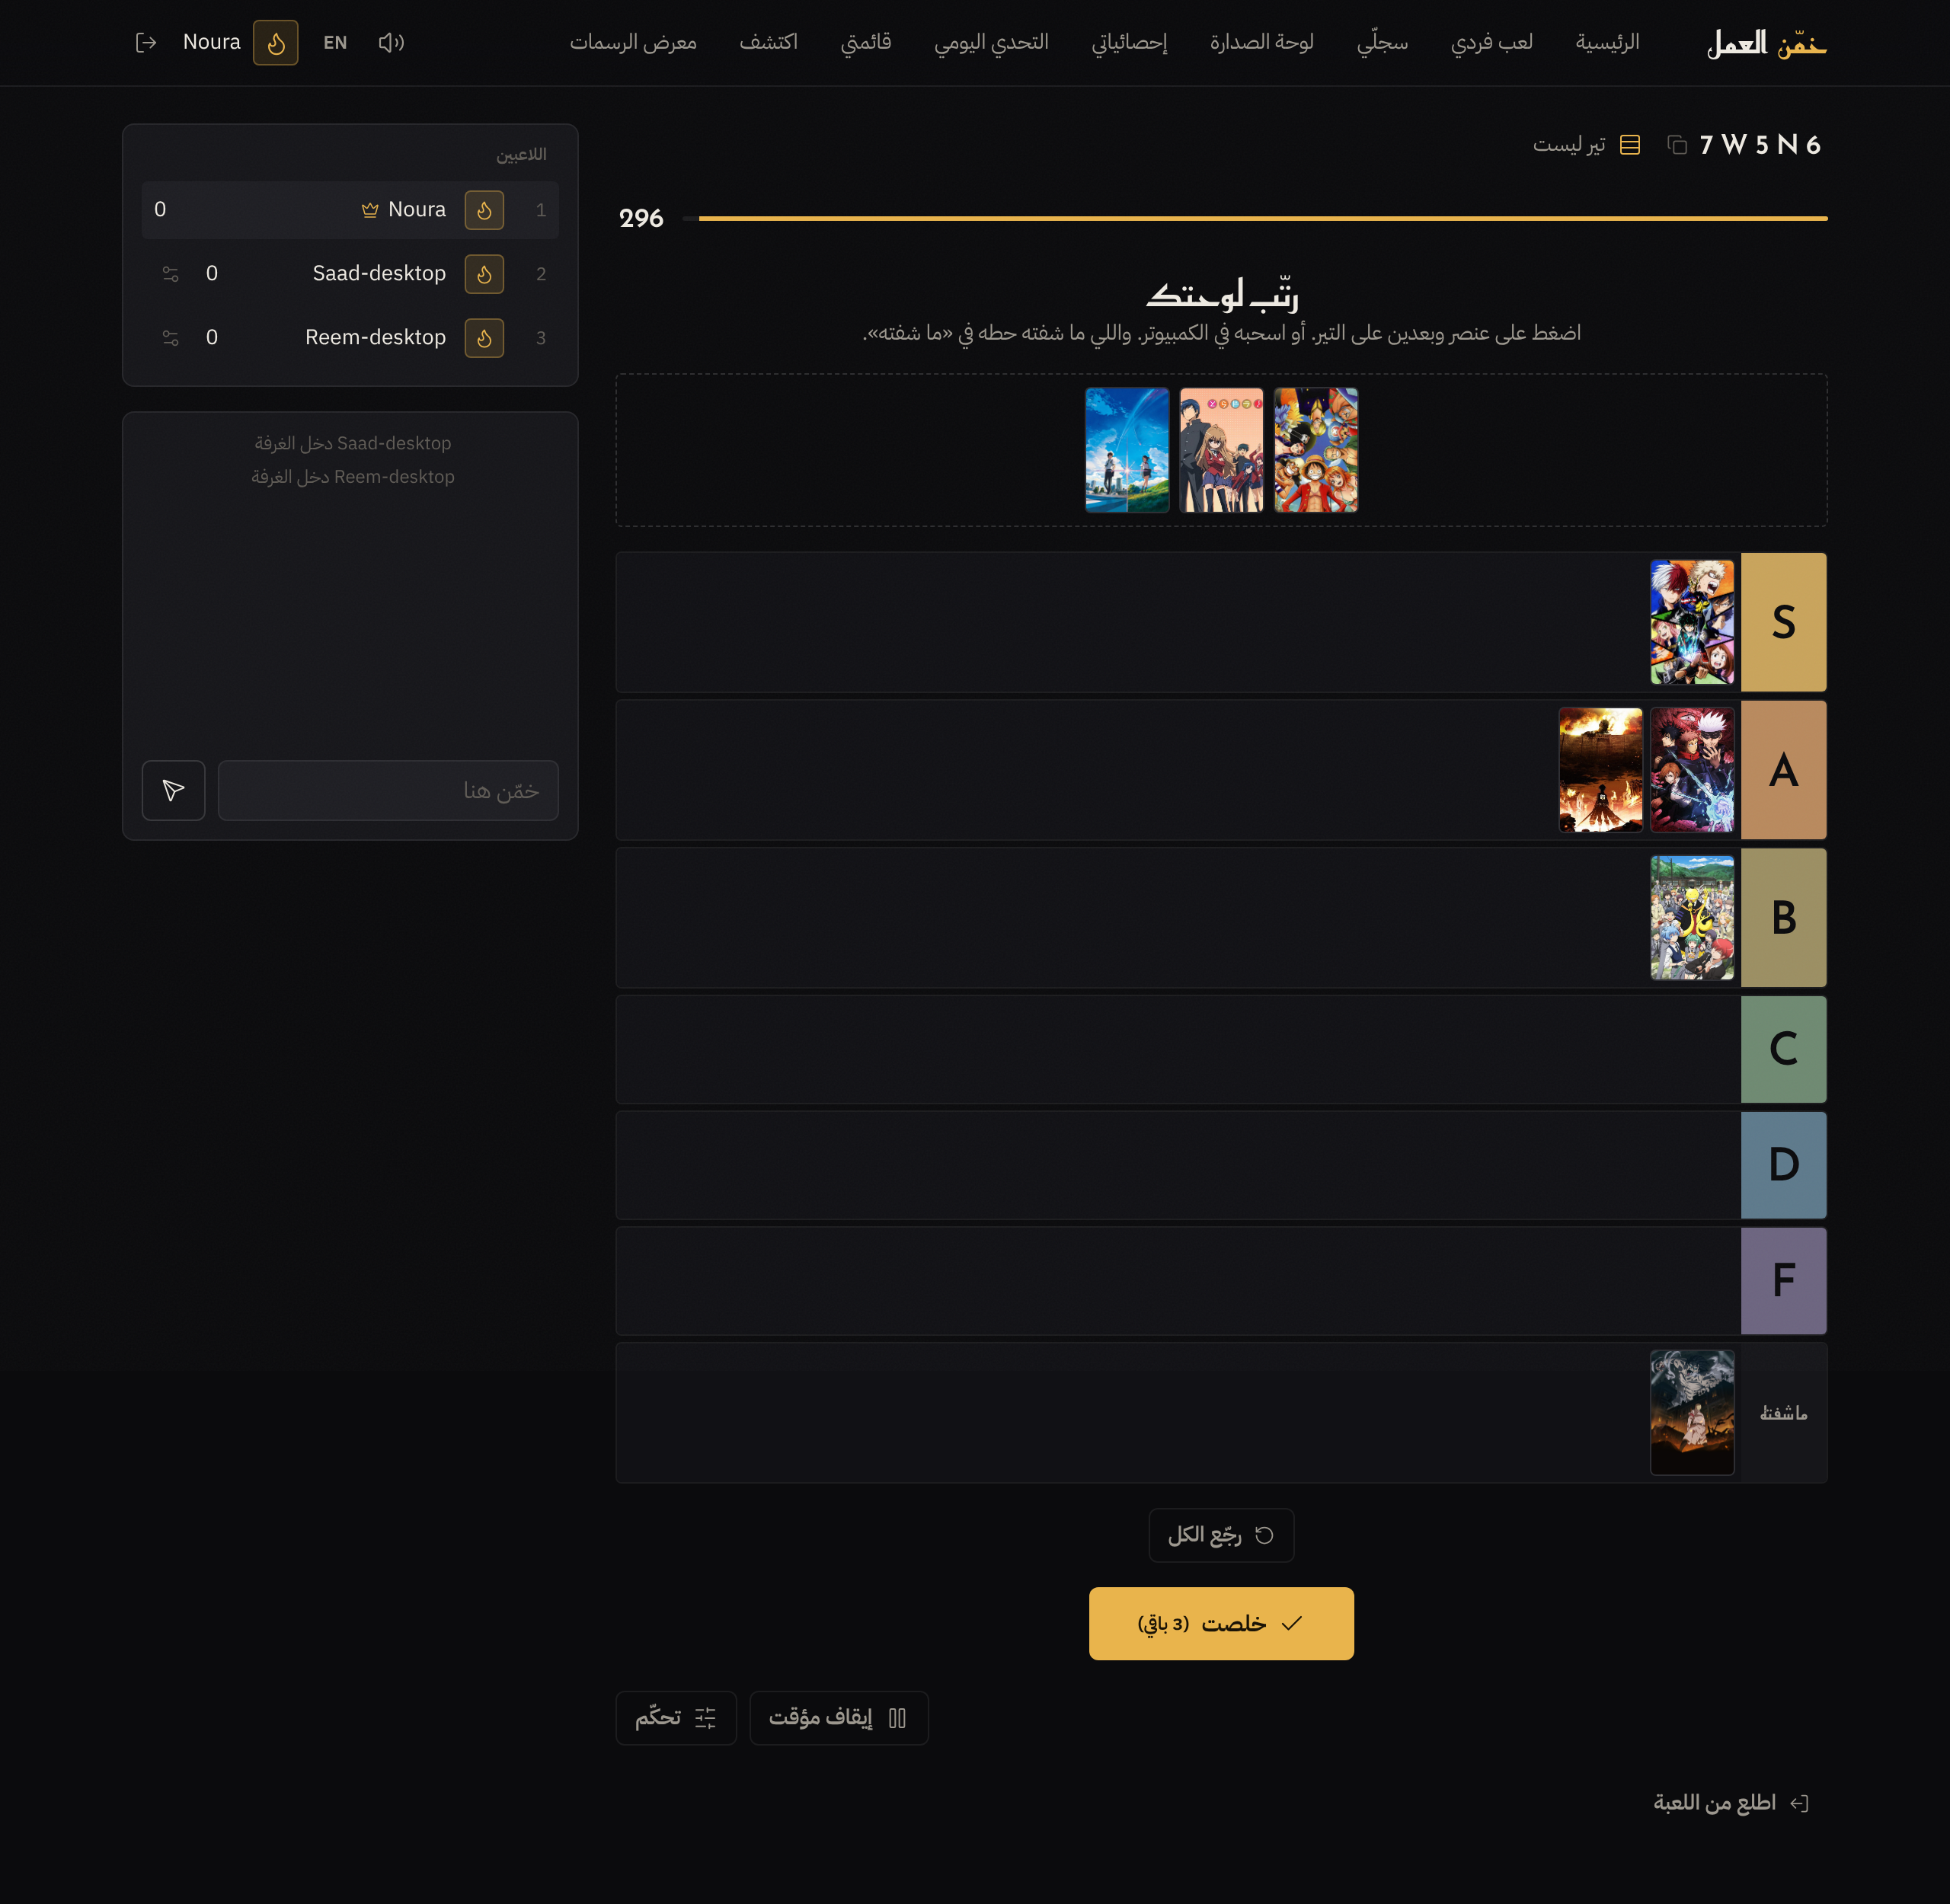 خمّن العمل
الرئيسية
لعب فردي
سجلّي
لوحة الصدارة
إحصائياتي
التحدي اليومي
قائمتي
اكتشف
معرض الرسمات
EN
Noura
7W5N6
تير ليست
296
رتّب لوحتك
اضغط على عنصر وبعدين على التير. أو اسحبه في الكمبيوتر. واللي ما شفته حطه في «ما شفته».
S
A
B
C
D
F
ما شفته
رجّع الكل
خلصت (3 باقي)
إيقاف مؤقت
تحكّم
اطلع من اللعبة
اللاعبين
1 Noura 0
2 Saad-desktop 0
3 Reem-desktop 0
Saad-desktop دخل الغرفة
Reem-desktop دخل الغرفة
خمّن هنا